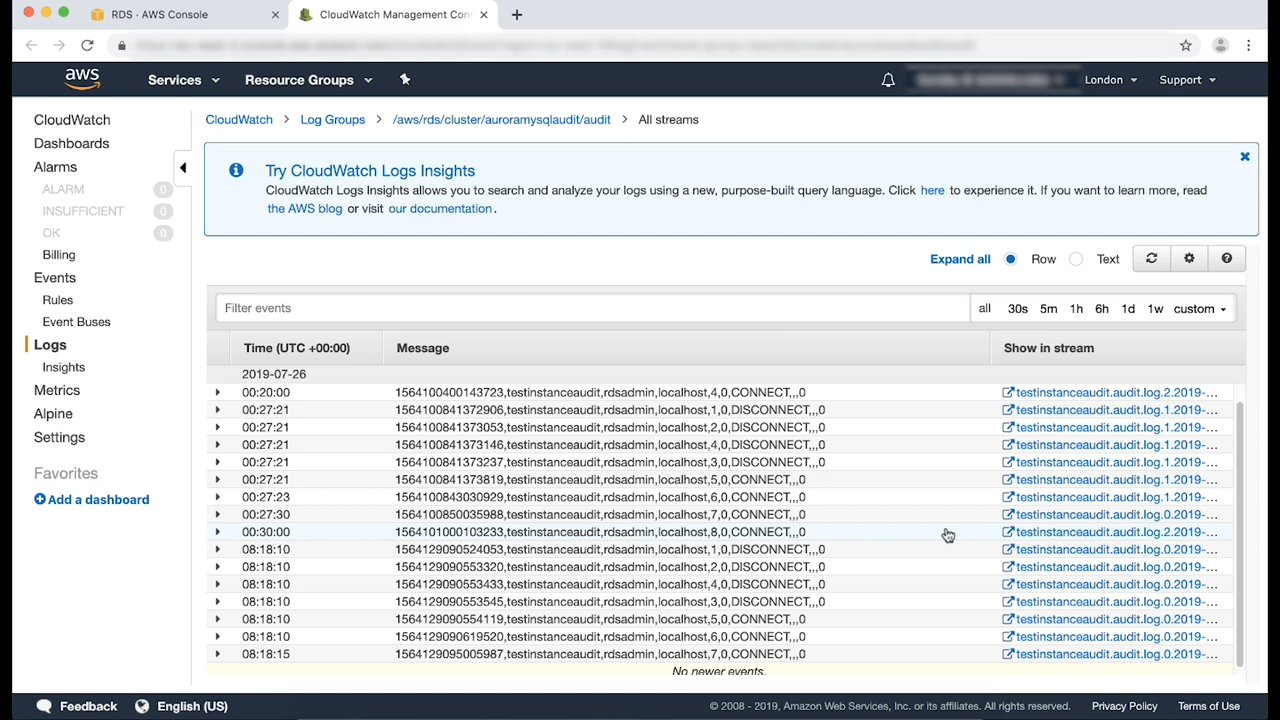 RDS · AWS Console
CloudWatch Management Con
aws Services Resource Groups London Support
CloudWatch
Dashboards
Alarms
ALARM 0
INSUFFICIENT 0
OK 0
Billing
Events
Rules
Event Buses
Logs
Insights
Metrics
Alpine
Settings
Favorites
Add a dashboard
CloudWatch > Log Groups > /aws/rds/cluster/auroramysqlaudit/audit > All streams
Try CloudWatch Logs Insights
CloudWatch Logs Insights allows you to search and analyze your logs using a new, purpose-built query language. Click here to experience it. If you want to learn more, read
the AWS blog or visit our documentation.
Expand all Row Text
Filter events all 30s 5m 1h 6h 1d 1w custom
Time (UTC +00:00) Message Show in stream
2019-07-26
00:20:00 1564100400143723,testinstanceaudit,rdsadmin,localhost,4,0,CONNECT,,,0 testinstanceaudit.audit.log.2.2019-...
00:27:21 1564100841372906,testinstanceaudit,rdsadmin,localhost,1,0,DISCONNECT,,,0 testinstanceaudit.audit.log.1.2019-...
00:27:21 1564100841373053,testinstanceaudit,rdsadmin,localhost,2,0,DISCONNECT,,,0 testinstanceaudit.audit.log.1.2019-...
00:27:21 1564100841373146,testinstanceaudit,rdsadmin,localhost,4,0,DISCONNECT,,,0 testinstanceaudit.audit.log.1.2019-...
00:27:21 1564100841373237,testinstanceaudit,rdsadmin,localhost,3,0,DISCONNECT,,,0 testinstanceaudit.audit.log.1.2019-...
00:27:21 1564100841373819,testinstanceaudit,rdsadmin,localhost,5,0,CONNECT,,,0 testinstanceaudit.audit.log.1.2019-...
00:27:23 1564100843030929,testinstanceaudit,rdsadmin,localhost,6,0,CONNECT,,,0 testinstanceaudit.audit.log.1.2019-...
00:27:30 1564100850035988,testinstanceaudit,rdsadmin,localhost,7,0,CONNECT,,,0 testinstanceaudit.audit.log.0.2019-...
00:30:00 1564101000103233,testinstanceaudit,rdsadmin,localhost,8,0,CONNECT,,,0 testinstanceaudit.audit.log.2.2019-...
08:18:10 1564129090524053,testinstanceaudit,rdsadmin,localhost,1,0,DISCONNECT,,,0 testinstanceaudit.audit.log.0.2019-...
08:18:10 1564129090553320,testinstanceaudit,rdsadmin,localhost,2,0,DISCONNECT,,,0 testinstanceaudit.audit.log.0.2019-...
08:18:10 1564129090553433,testinstanceaudit,rdsadmin,localhost,4,0,DISCONNECT,,,0 testinstanceaudit.audit.log.0.2019-...
08:18:10 1564129090553545,testinstanceaudit,rdsadmin,localhost,3,0,DISCONNECT,,,0 testinstanceaudit.audit.log.0.2019-...
08:18:10 1564129090554119,testinstanceaudit,rdsadmin,localhost,5,0,CONNECT,,,0 testinstanceaudit.audit.log.0.2019-...
08:18:10 1564129090619520,testinstanceaudit,rdsadmin,localhost,6,0,CONNECT,,,0 testinstanceaudit.audit.log.0.2019-...
08:18:15 1564129095005987,testinstanceaudit,rdsadmin,localhost,7,0,CONNECT,,,0 testinstanceaudit.audit.log.0.2019-...
No newer events.
Feedback English (US) © 2008 - 2019, Amazon Web Services, Inc. or its affiliates. All rights reserved. Privacy Policy Terms of Use